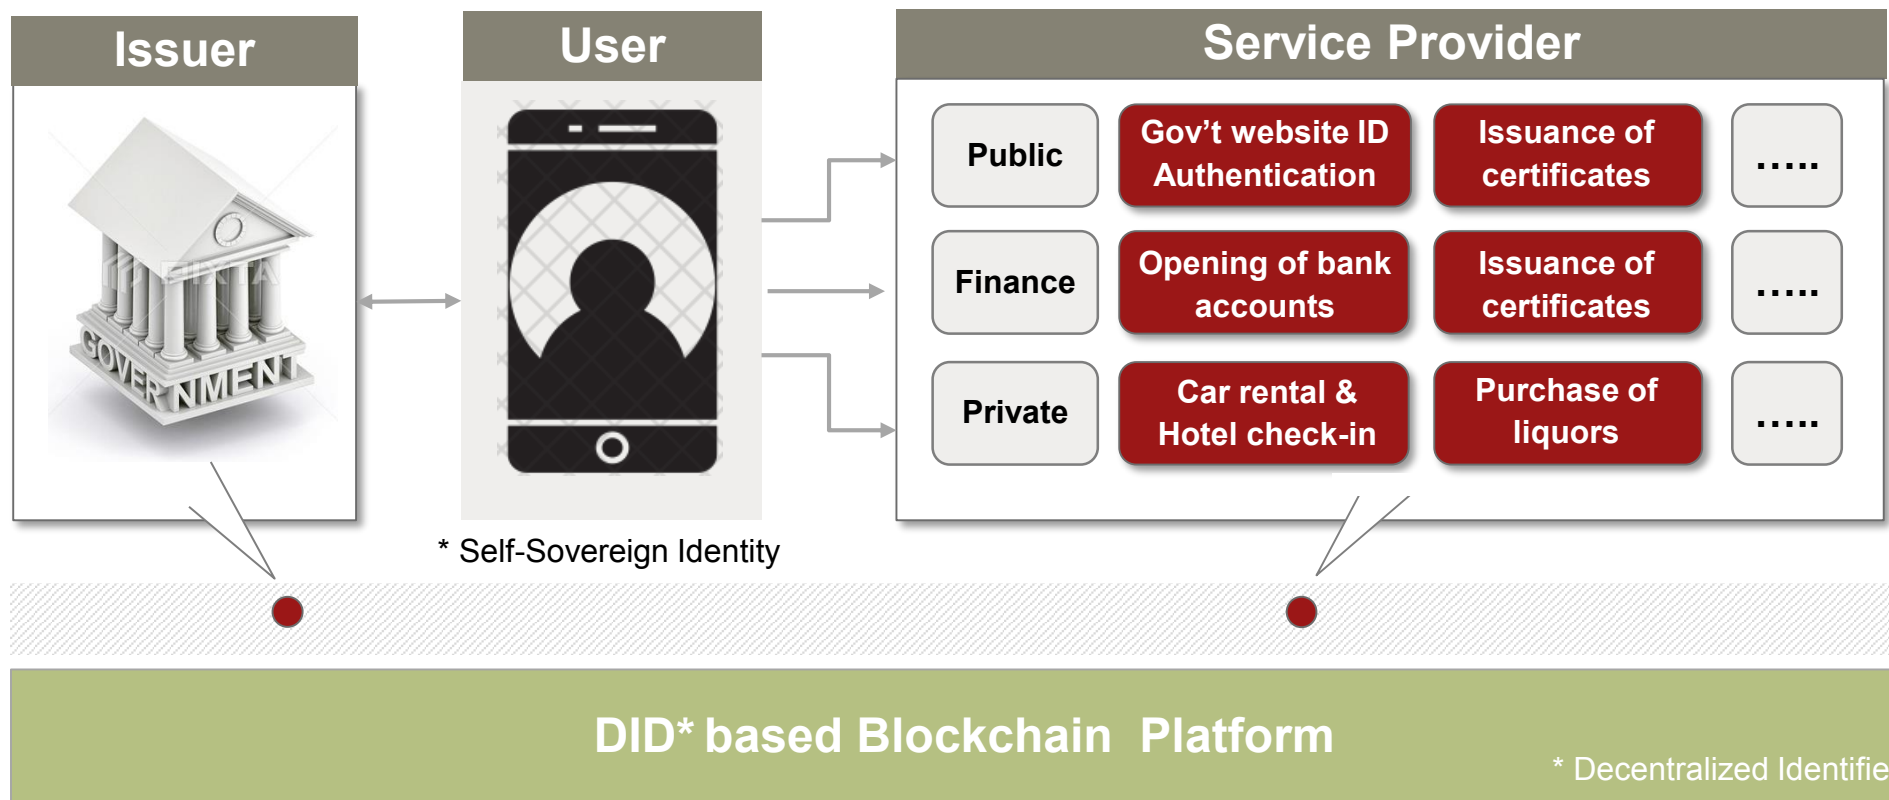 Issuer
User
Service Provider
GOVERNMENT
PIXTA
Public
Gov't website ID
Authentication
Issuance of
certificates
.....
Finance
Opening of bank
accounts
Issuance of
certificates
.....
Private
Car rental &
Hotel check-in
Purchase of
liquors
.....
* Self-Sovereign Identity
DID* based Blockchain Platform
* Decentralized Identifie